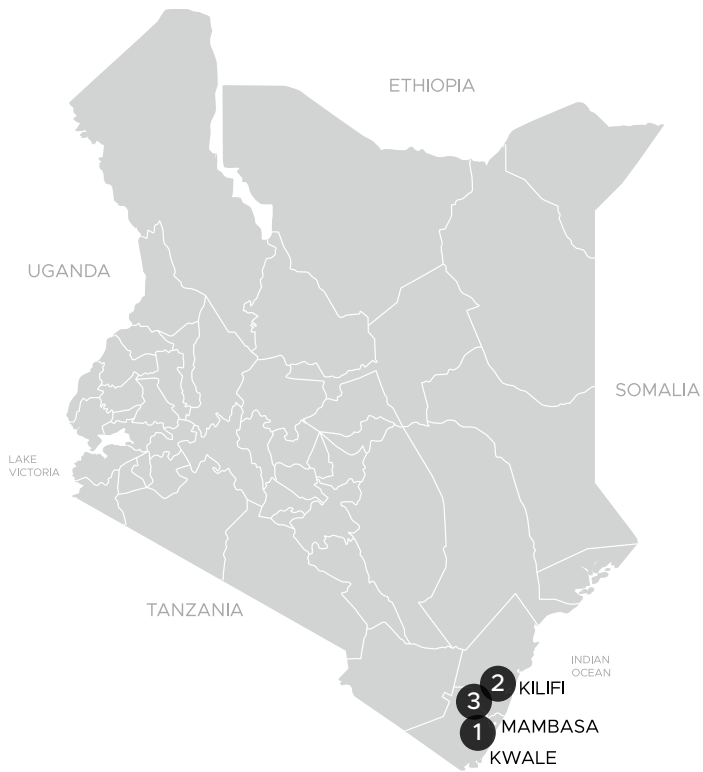 ETHIOPIA
UGANDA
SOMALIA
LAKE
VICTORIA
TANZANIA
INDIAN
OCEAN
2 KILIFI
3
1 MAMBASA
KWALE